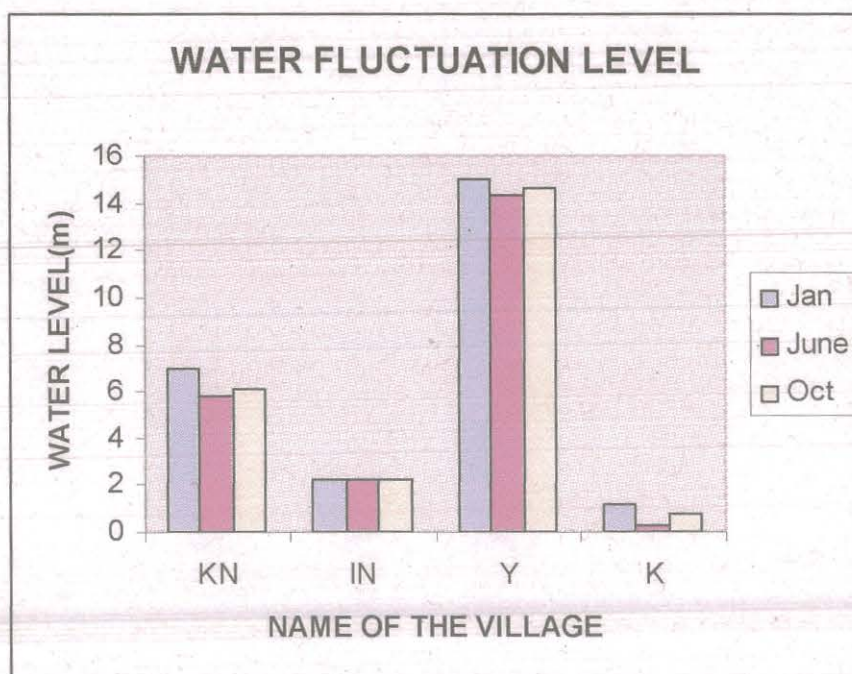 WATER FLUCTUATION LEVEL
WATER LEVEL(m)
16
14
12
10
8
6
4
2
0
KN IN Y K
NAME OF THE VILLAGE
Jan
June
Oct